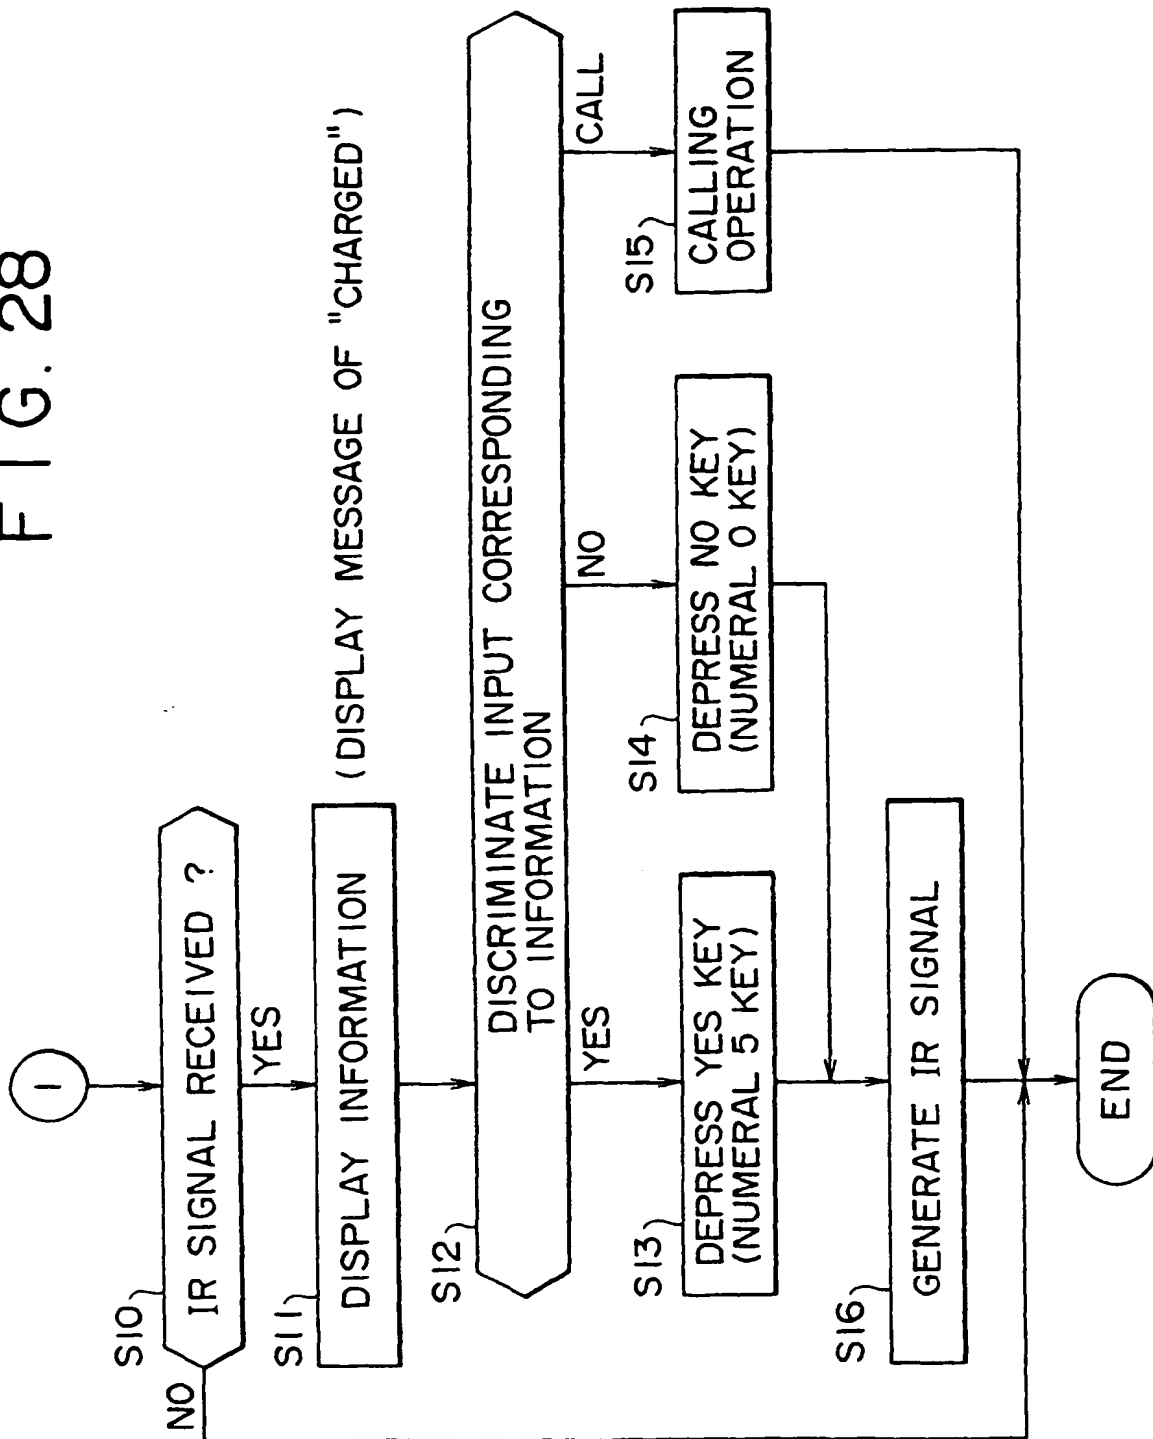 FIG. 28
1
S10
IR SIGNAL RECEIVED ?
NO
YES
S11
DISPLAY INFORMATION
(DISPLAY MESSAGE OF "CHARGED")
S12
DISCRIMINATE INPUT CORRESPONDING
TO INFORMATION
YES
NO
CALL
S13
DEPRESS YES KEY
(NUMERAL 5 KEY)
S14
DEPRESS NO KEY
(NUMERAL 0 KEY)
S15
CALLING
OPERATION
S16
GENERATE IR SIGNAL
END